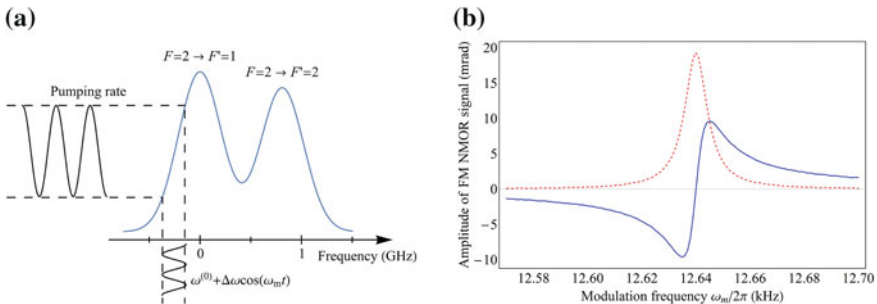 (a)
F=2 → F'=1
F=2 → F'=2
Pumping rate
0
1
Frequency (GHz)
ω⁽⁰⁾+Δωcos(ωₘt)
(b)
Amplitude of FM NMOR signal (mrad)
20
15
10
5
0
−5
−10
12.58
12.60
12.62
12.64
12.66
12.68
12.70
Modulation frequency ωₘ/2π (kHz)